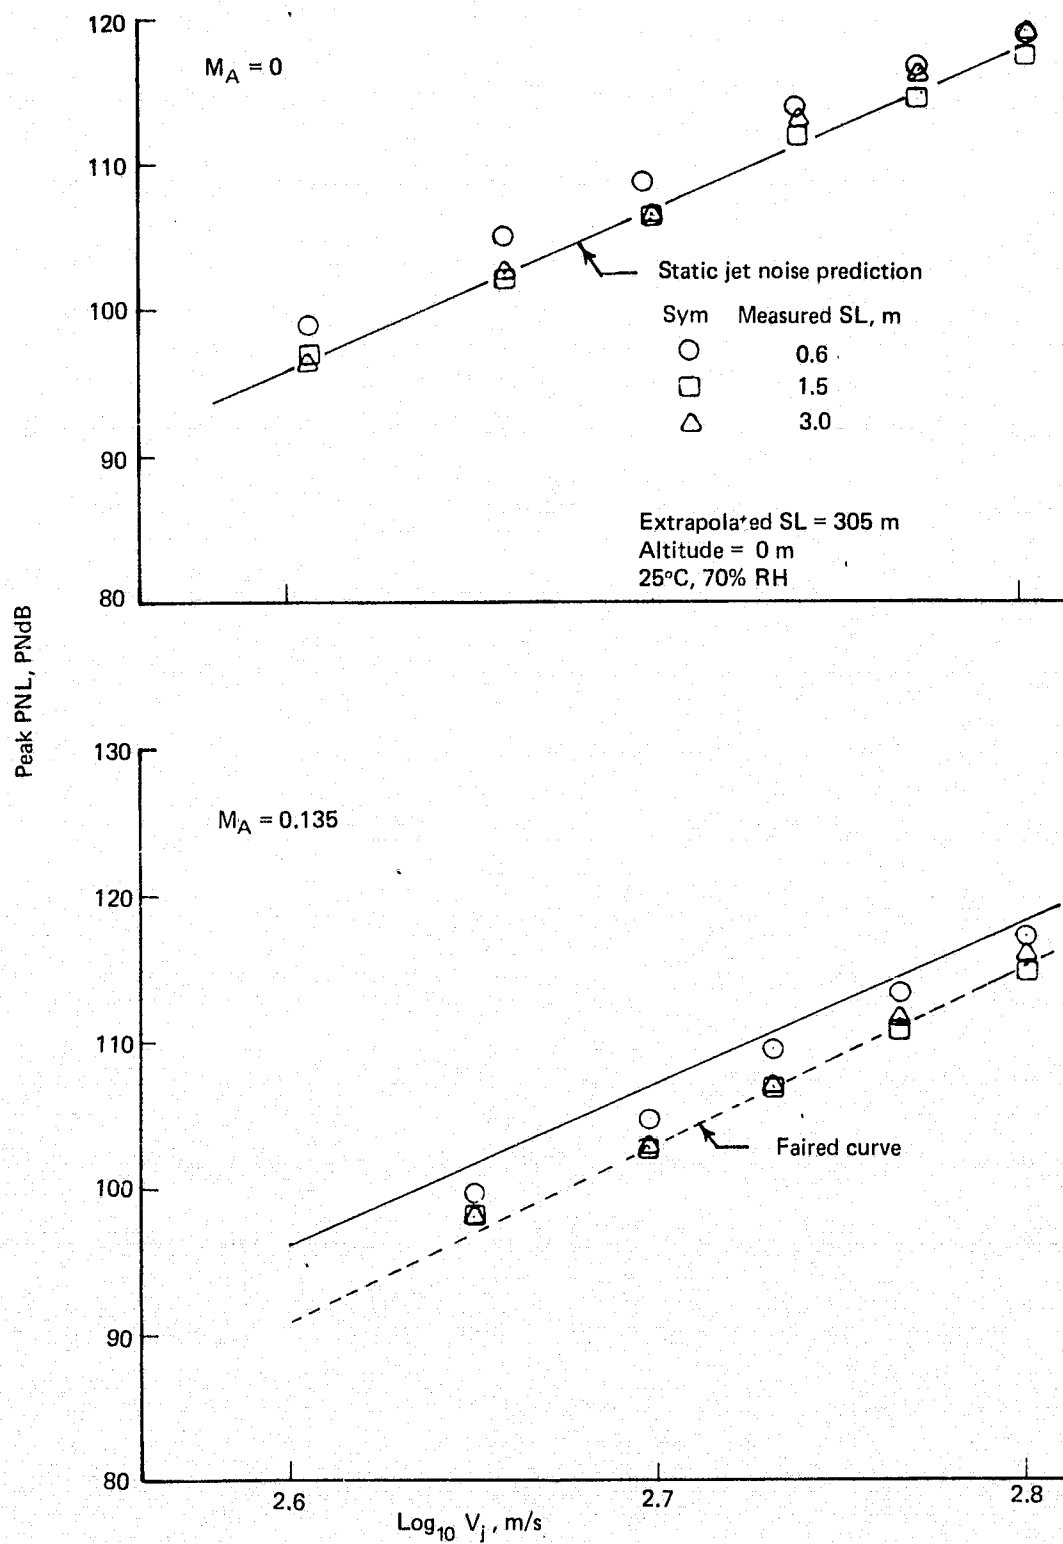 Peak PNL, PNdB
120
110
100
90
80
M_A = 0
Static jet noise prediction
Sym Measured SL, m
0.6
1.5
3.0
Extrapolated SL = 305 m
Altitude = 0 m
25°C, 70% RH
130
120
110
100
90
80
M_A = 0.135
Faired curve
2.6 2.7 2.8
Log₁₀ V_j, m/s